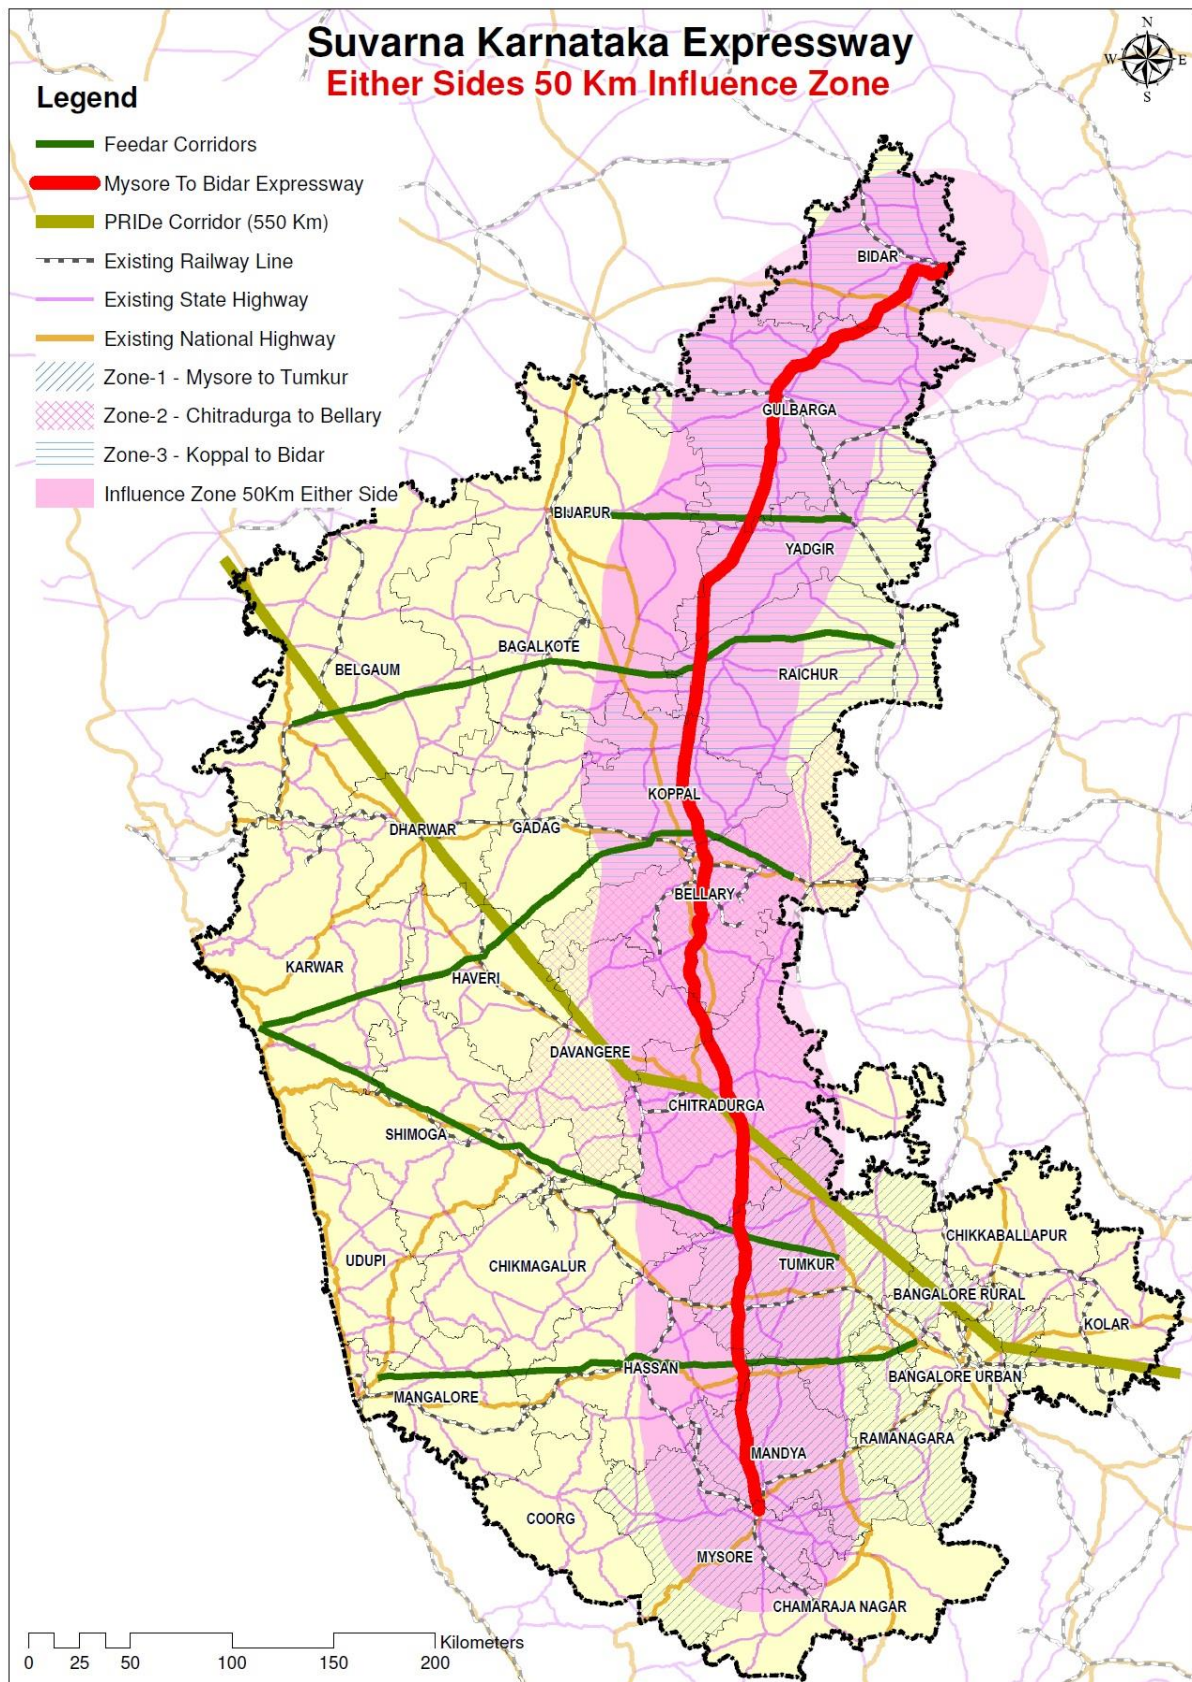 Suvarna Karnataka Expressway
Either Sides 50 Km Influence Zone
N
W E
S
Legend
Feedar Corridors
Mysore To Bidar Expressway
PRIDe Corridor (550 Km)
Existing Railway Line
Existing State Highway
Existing National Highway
Zone-1 - Mysore to Tumkur
Zone-2 - Chitradurga to Bellary
Zone-3 - Koppal to Bidar
Influence Zone 50Km Either Side
BIDAR
GULBARGA
BIJAPUR
YADGIR
BAGALKOTE
BELGAUM
RAICHUR
KOPPAL
DHARWAR
GADAG
BELLARY
KARWAR
HAVERI
DAVANGERE
CHITRADURGA
SHIMOGA
CHIKKABALLAPUR
UDUPI
CHIKMAGALUR
TUMKUR
BANGALORE RURAL
KOLAR
HASSAN
BANGALORE URBAN
MANGALORE
RAMANAGARA
MANDYA
COORG
MYSORE
CHAMARAJA NAGAR
Kilometers
0 25 50 100 150 200